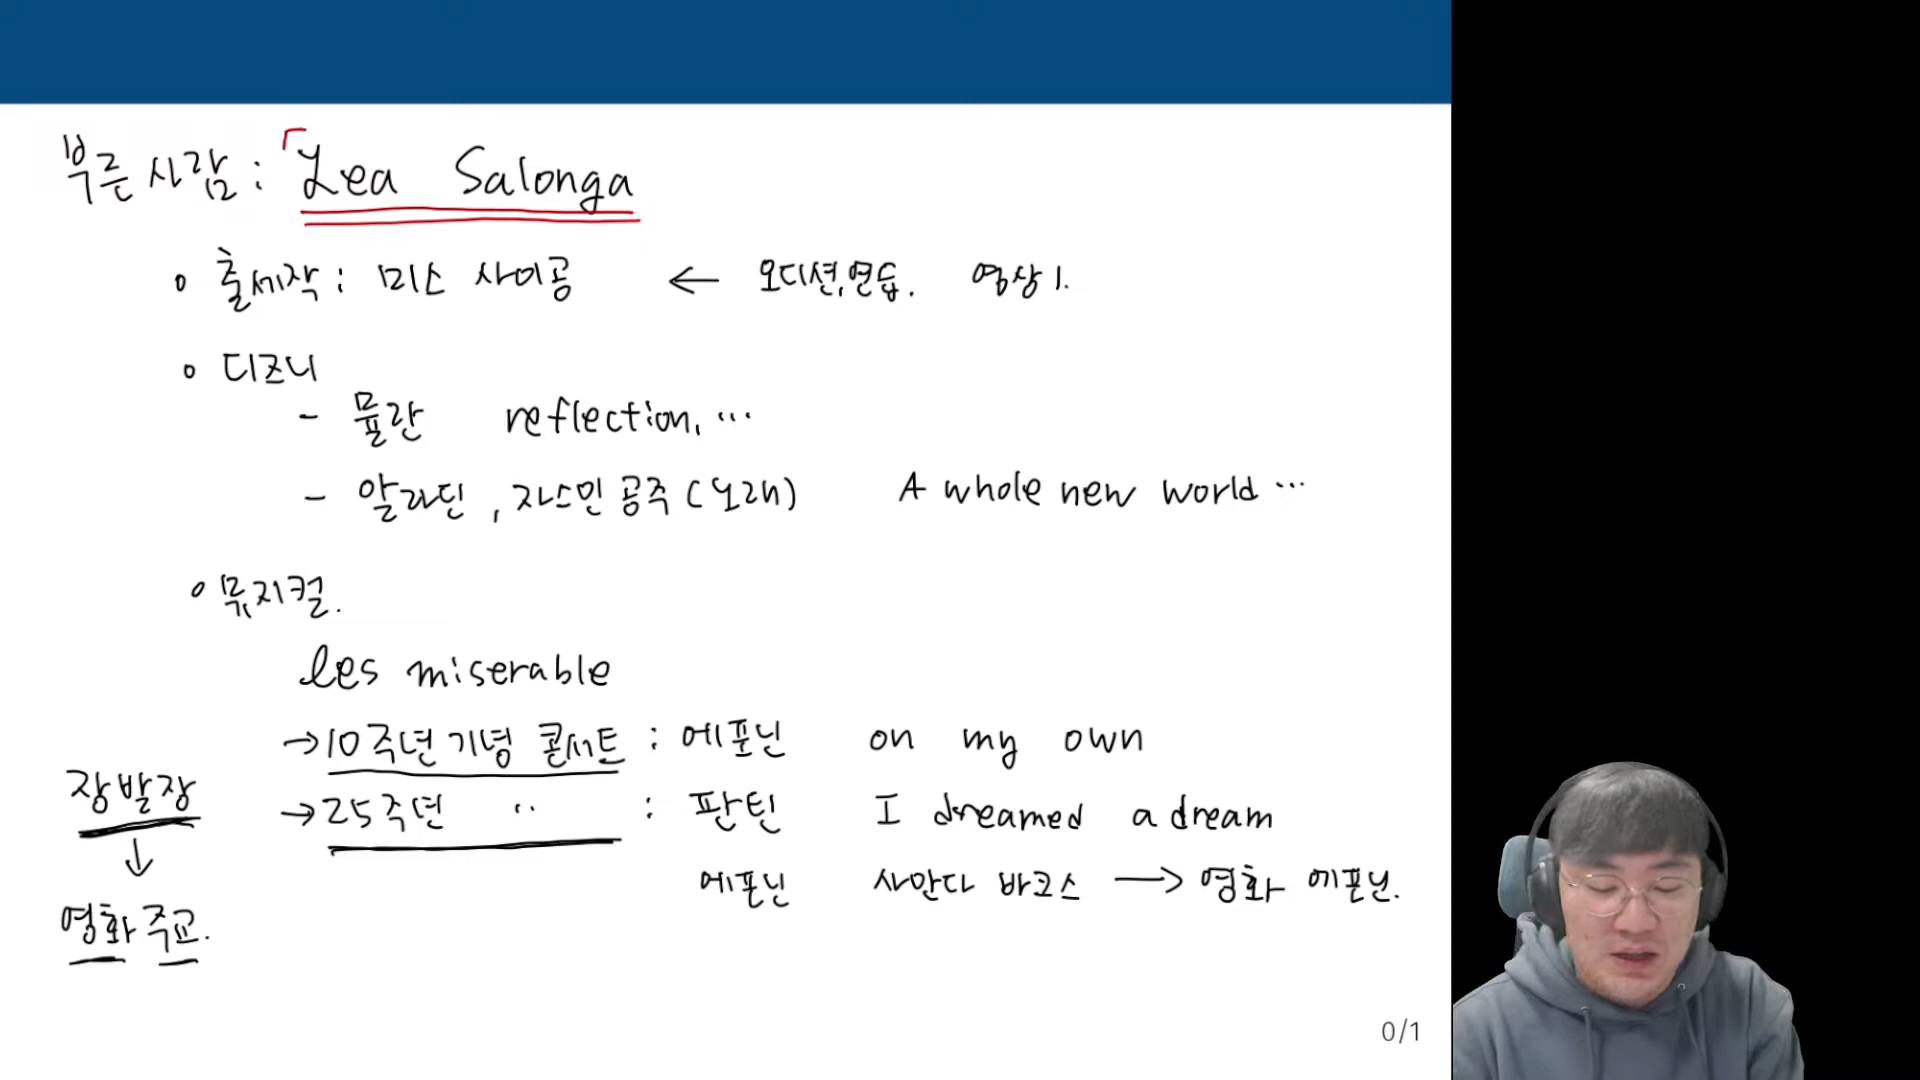 부른 사람 : 「Lea Salonga
o 출세작 : 미스 사이공 ← 오디션, 연습. 영상 1.
o 디즈니
- 뮬란 reflection, ...
- 알라딘, 자스민 공주 (노래) A whole new world ...
o 뮤지컬.
les miserable
→ 10주년 기념 콘서트 : 에포닌 on my own
→ 25주년 〃 : 판틴 I dreamed a dream
에포닌 사만다 바크스 → 영화 에포닌.
장발장
↓
영화 주교.
0/1